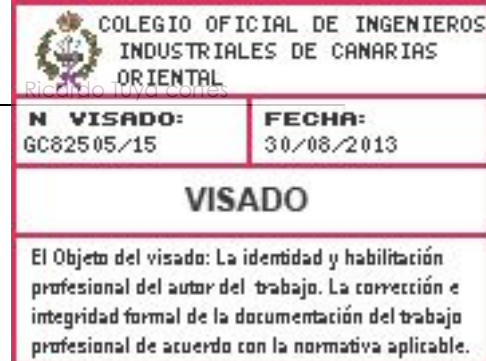 COLEGIO OFICIAL DE INGENIEROS
INDUSTRIALES DE CANARIAS
ORIENTAL
Ricardo Tuya cortes
N VISADO:
GC82505/15
FECHA:
30/08/2013
VISADO
El Objeto del visado: La identidad y habilitación
profesional del autor del trabajo. La corrección e
integridad formal de la documentación del trabajo
profesional de acuerdo con la normativa aplicable.